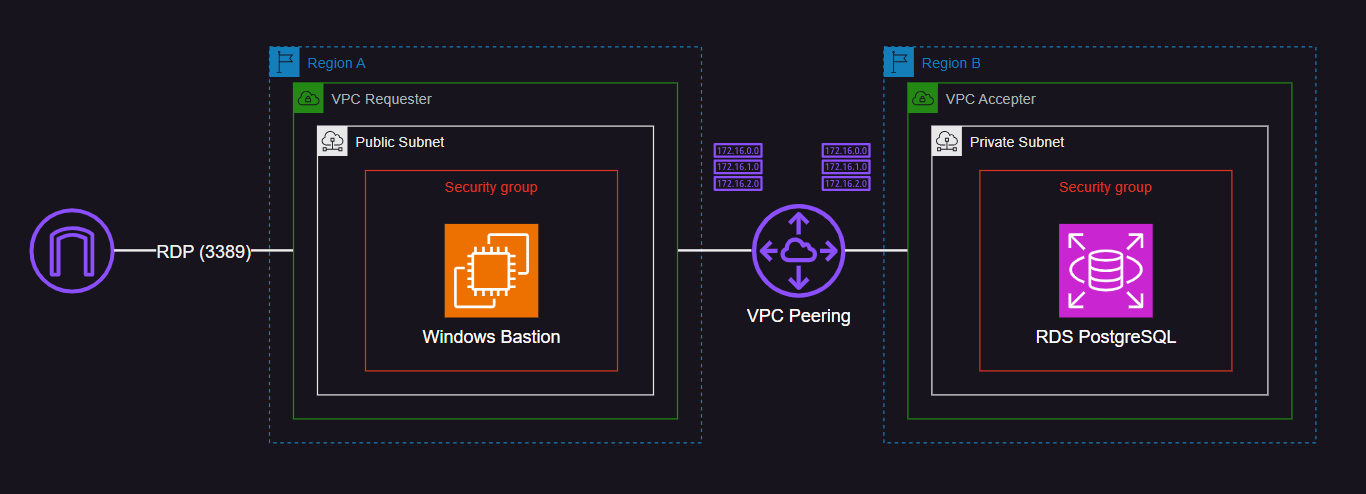 Region A
VPC Requester
Public Subnet
Security group
Windows Bastion
RDP (3389)
172.16.0.0
172.16.1.0
172.16.2.0
172.16.0.0
172.16.1.0
172.16.2.0
VPC Peering
Region B
VPC Accepter
Private Subnet
Security group
RDS PostgreSQL